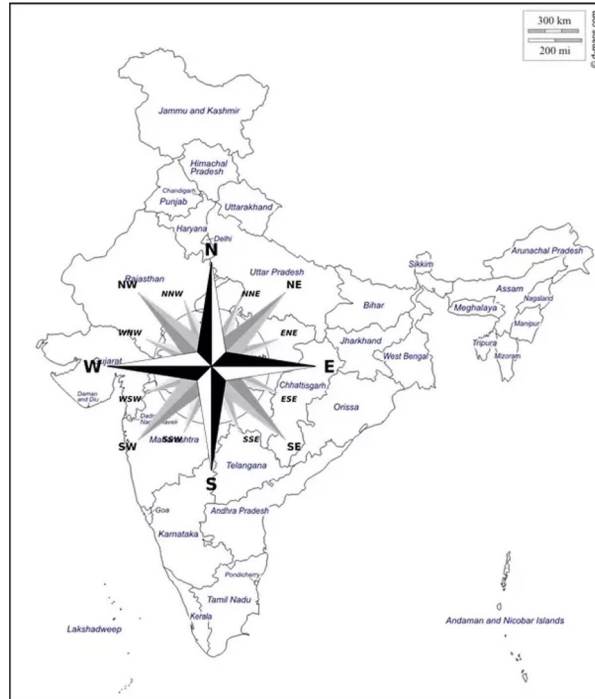 300 km
200 mi
© d-maps.com
Jammu and Kashmir
Himachal
Pradesh
Chandigarh
Punjab
Uttarakhand
Haryana
Delhi
N
Arunachal Pradesh
Sikkim
Rajasthan
Uttar Pradesh
NW
NNW
NNE
NE
Assam
Nagaland
Bihar
Meghalaya
Manipur
WNW
ENE
Jharkhand
Tripura
Mizoram
West Bengal
Gujarat
W
E
Chhattisgarh
Daman
and Diu
WSW
ESE
Orissa
SW
SSW
SSE
SE
Telangana
S
Goa
Andhra Pradesh
Karnataka
Pondicherry
Tamil Nadu
Kerala
Lakshadweep
Andaman and Nicobar Islands